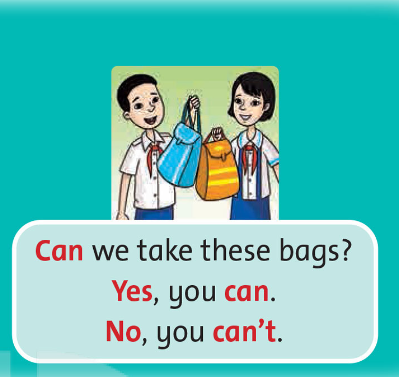 Can we take these bags?
Yes, you can.
No, you can't.